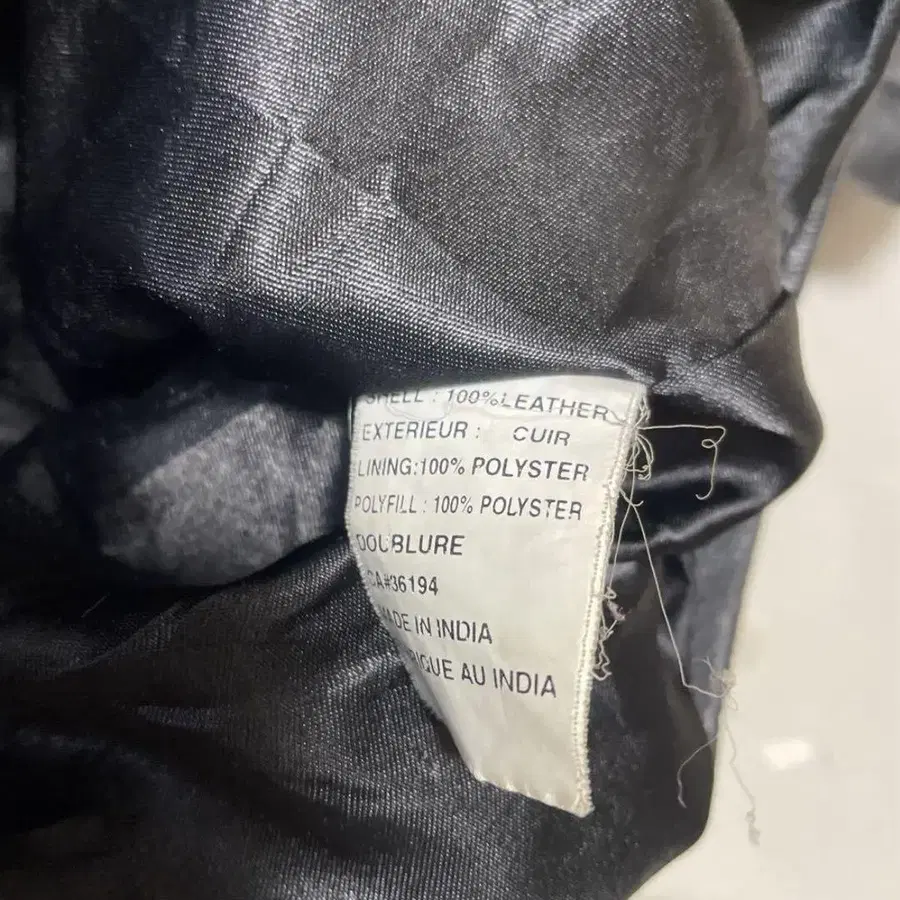 SHELL : 100%LEATHER
EXTERIEUR : CUIR
LINING:100% POLYSTER
POLYFILL : 100% POLYSTER
DOUBLURE
CA#36194
MADE IN INDIA
AU INDIA